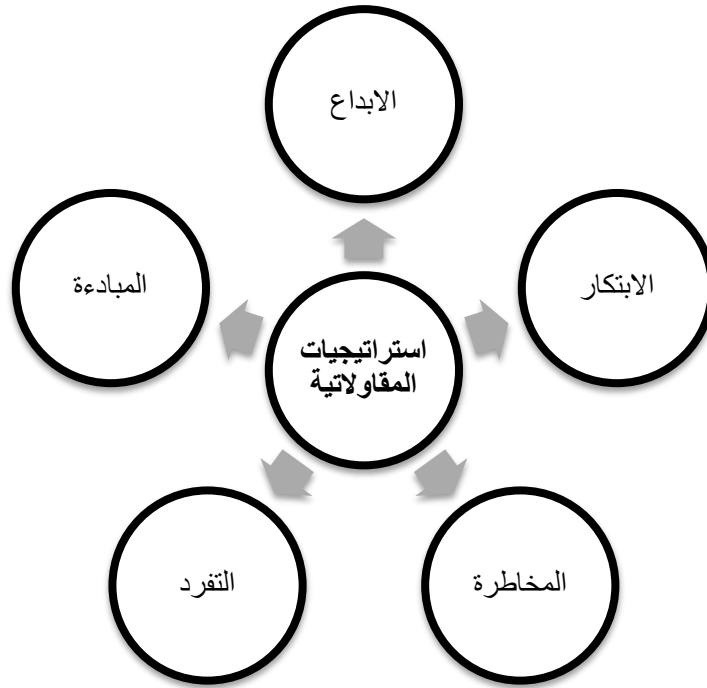 الابداع
الابتكار
المبادءة
استراتيجيات
المقاولاتية
المخاطرة
التفرد